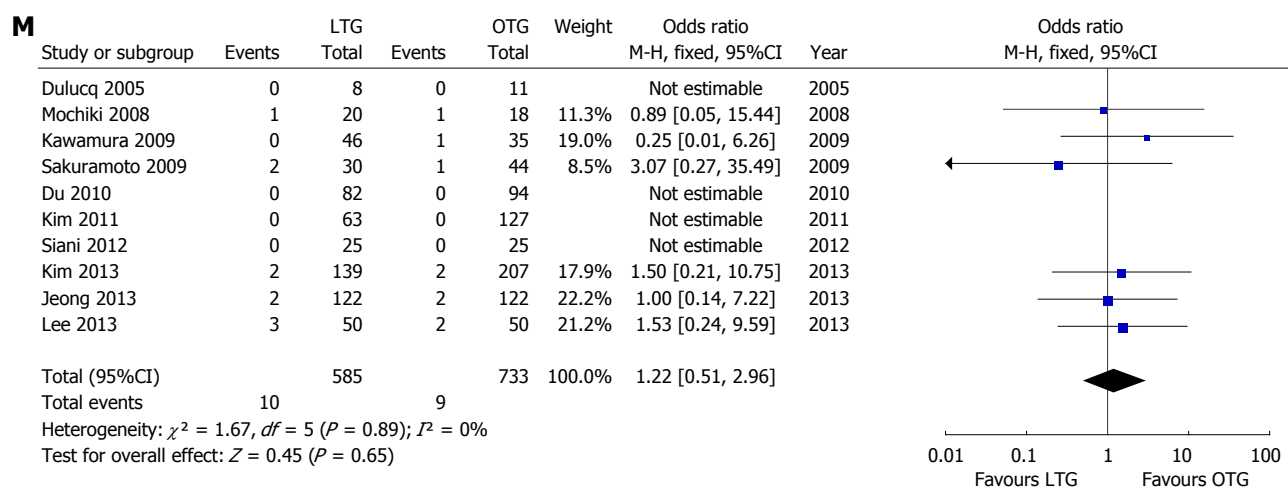 M
LTG OTG Weight Odds ratio Odds ratio
Study or subgroup Events Total Events Total M-H, fixed, 95%CI Year M-H, fixed, 95%CI
Dulucq 2005 0 8 0 11 Not estimable 2005
Mochiki 2008 1 20 1 18 11.3% 0.89 [0.05, 15.44] 2008
Kawamura 2009 0 46 1 35 19.0% 0.25 [0.01, 6.26] 2009
Sakuramoto 2009 2 30 1 44 8.5% 3.07 [0.27, 35.49] 2009
Du 2010 0 82 0 94 Not estimable 2010
Kim 2011 0 63 0 127 Not estimable 2011
Siani 2012 0 25 0 25 Not estimable 2012
Kim 2013 2 139 2 207 17.9% 1.50 [0.21, 10.75] 2013
Jeong 2013 2 122 2 122 22.2% 1.00 [0.14, 7.22] 2013
Lee 2013 3 50 2 50 21.2% 1.53 [0.24, 9.59] 2013
Total (95%CI) 585 733 100.0% 1.22 [0.51, 2.96]
Total events 10 9
Heterogeneity: χ² = 1.67, df = 5 (P = 0.89); I² = 0%
Test for overall effect: Z = 0.45 (P = 0.65)
0.01 0.1 1 10 100
Favours LTG Favours OTG